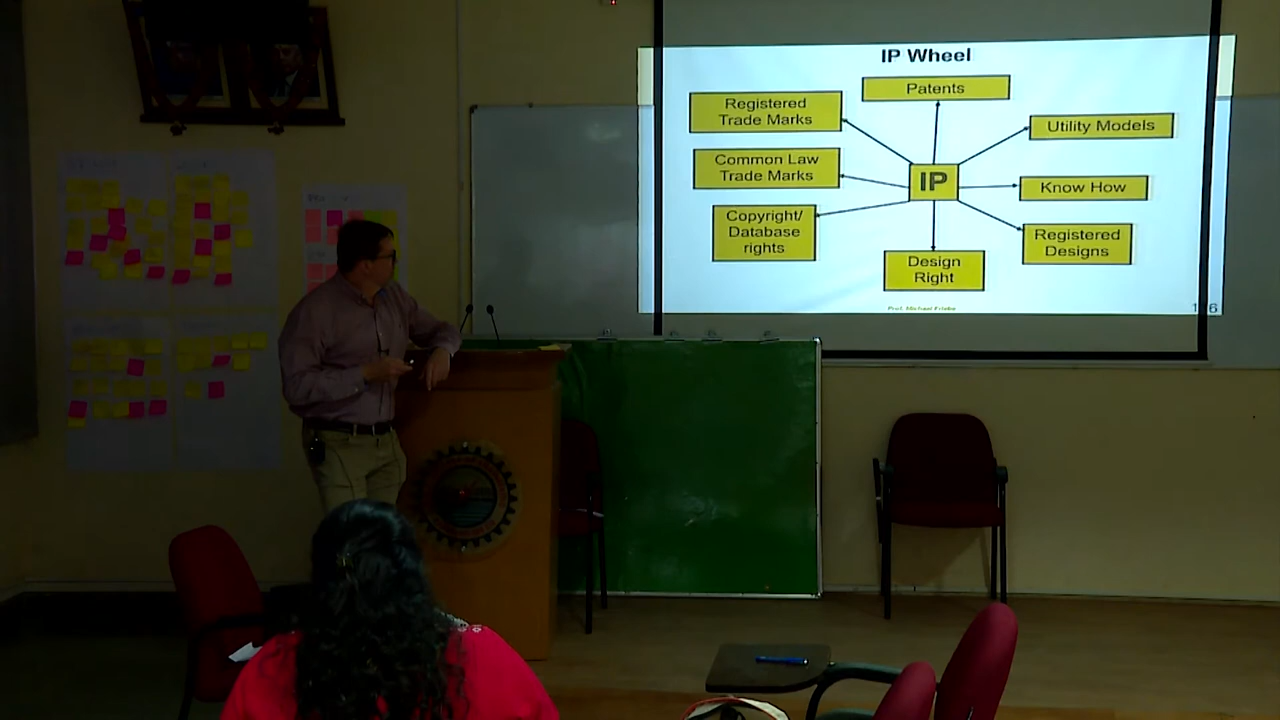 IP Wheel
Patents
Registered
Trade Marks
Utility Models
Common Law
Trade Marks
IP
Know How
Copyright/
Database
rights
Registered
Designs
Design
Right